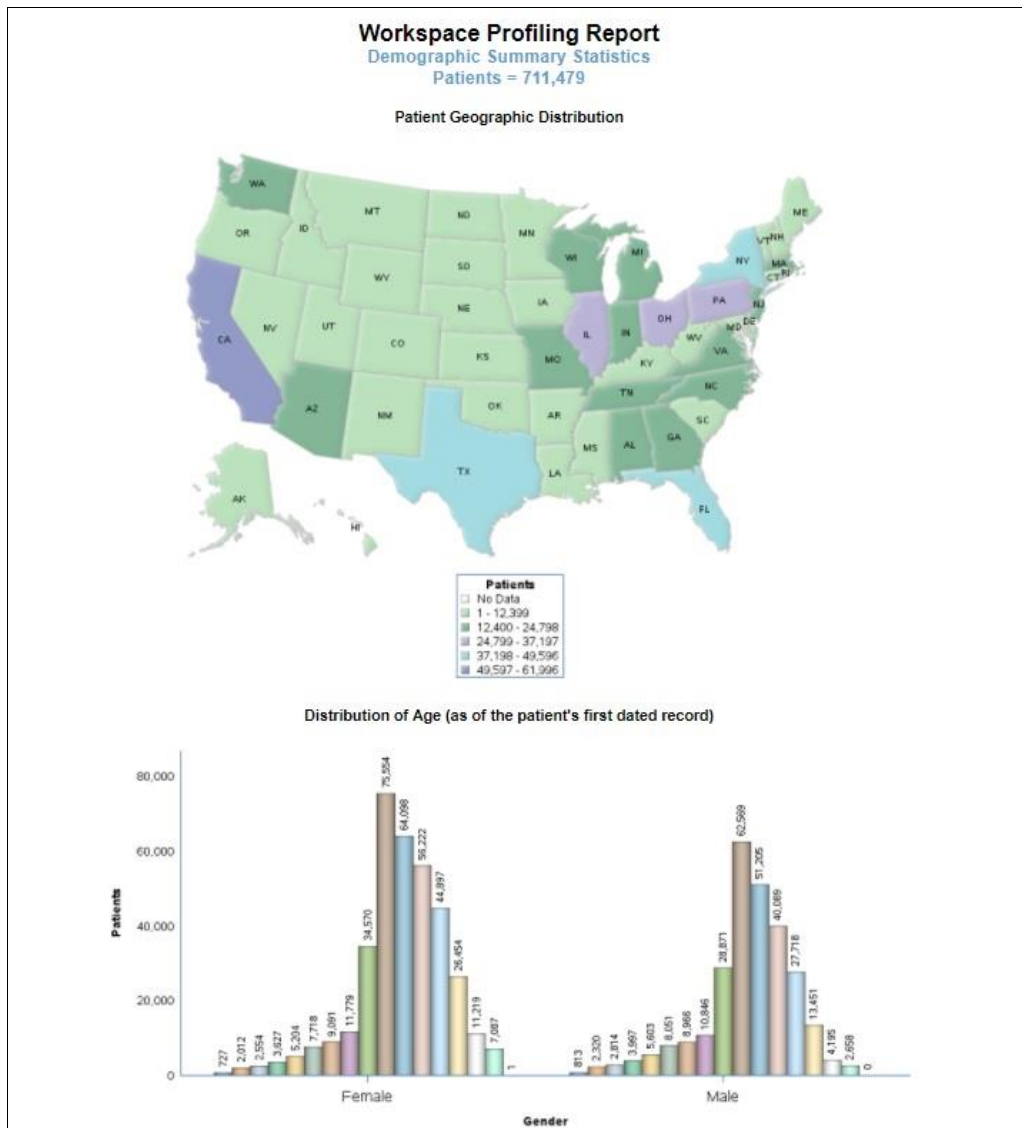 Workspace Profiling Report
Demographic Summary Statistics
Patients = 711,479
Patient Geographic Distribution
WA
MT
ND
MN
ME
OR
ID
SD
WI
MI
VT
NH
NY
MA
CT
RI
WY
IA
NE
PA
NJ
NV
UT
CO
IL
IN
OH
MD
DE
WV
CA
KS
MO
KY
VA
TN
NC
AZ
NM
OK
AR
SC
MS
AL
GA
TX
LA
FL
AK
HI
Patients
No Data
1 - 12,399
12,400 - 24,798
24,799 - 37,197
37,198 - 49,596
49,597 - 61,996
Distribution of Age (as of the patient's first dated record)
Patients
80,000
60,000
40,000
20,000
0
727
2,012
2,554
3,627
5,204
7,718
9,091
11,779
34,570
75,554
64,098
56,222
44,897
26,454
11,219
7,087
1
813
2,320
2,814
3,997
5,603
8,051
8,966
10,846
28,871
62,569
51,205
40,089
27,718
13,451
4,195
2,658
0
Female
Male
Gender